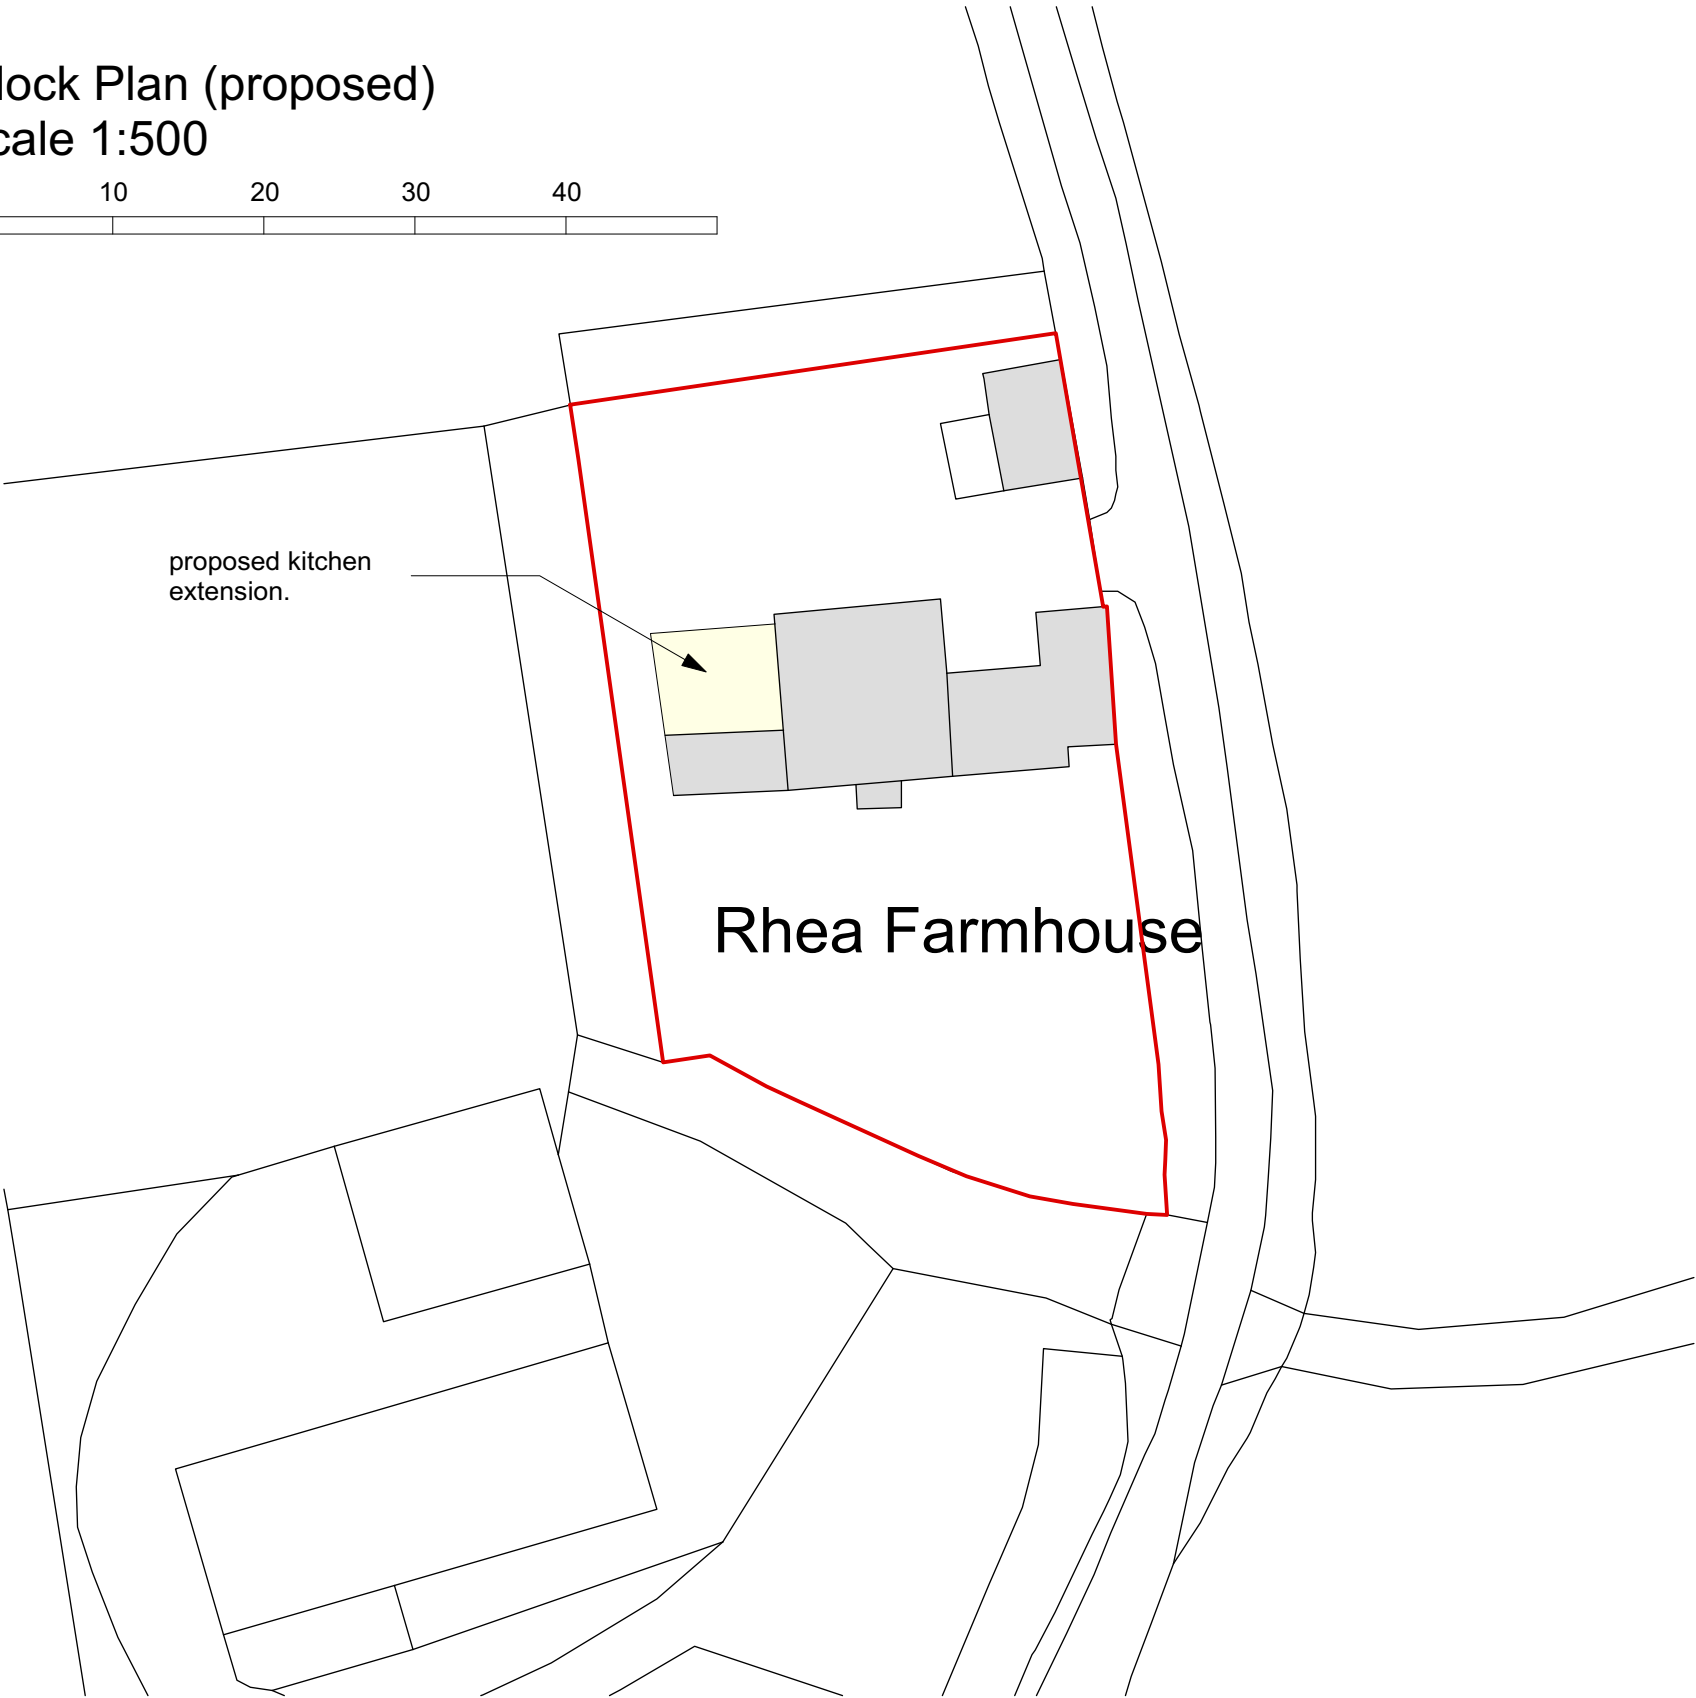 lock Plan (proposed)
cale 1:500
10 20 30 40
proposed kitchen
extension.
Rhea Farmhouse